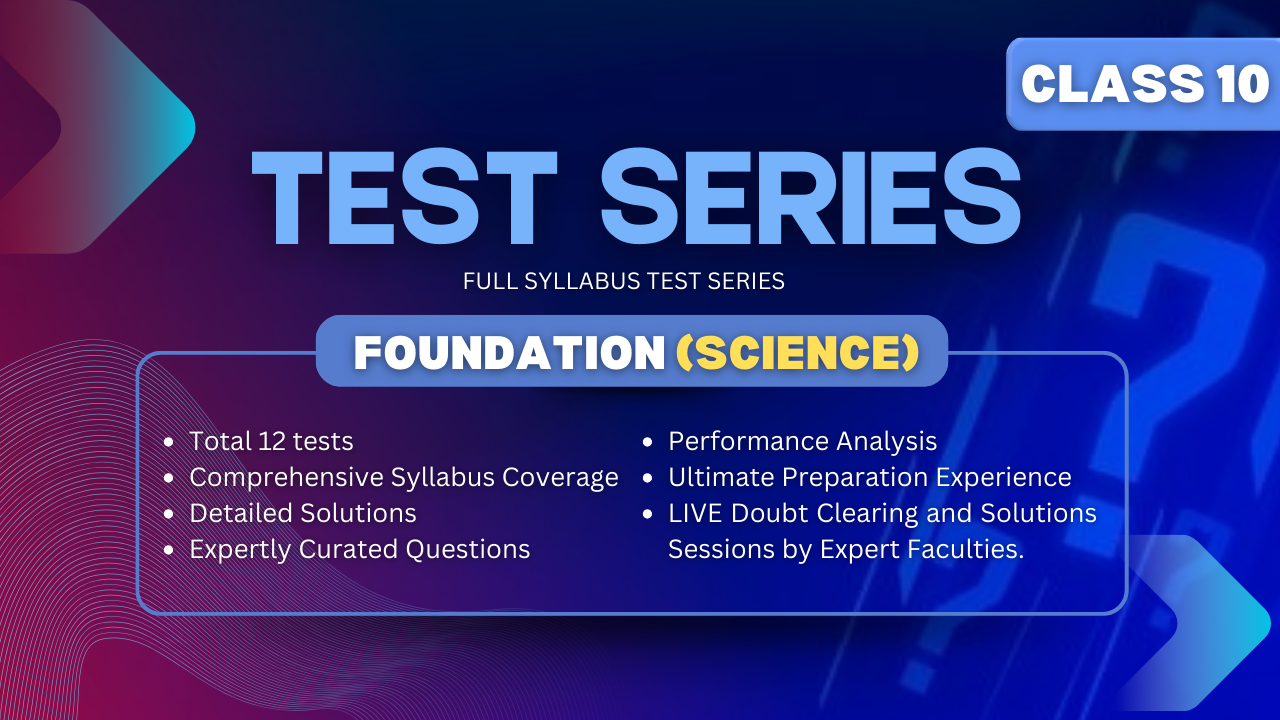 CLASS 10
TEST SERIES
FULL SYLLABUS TEST SERIES
FOUNDATION (SCIENCE)
• Total 12 tests
• Comprehensive Syllabus Coverage
• Detailed Solutions
• Expertly Curated Questions
• Performance Analysis
• Ultimate Preparation Experience
• LIVE Doubt Clearing and Solutions
Sessions by Expert Faculties.